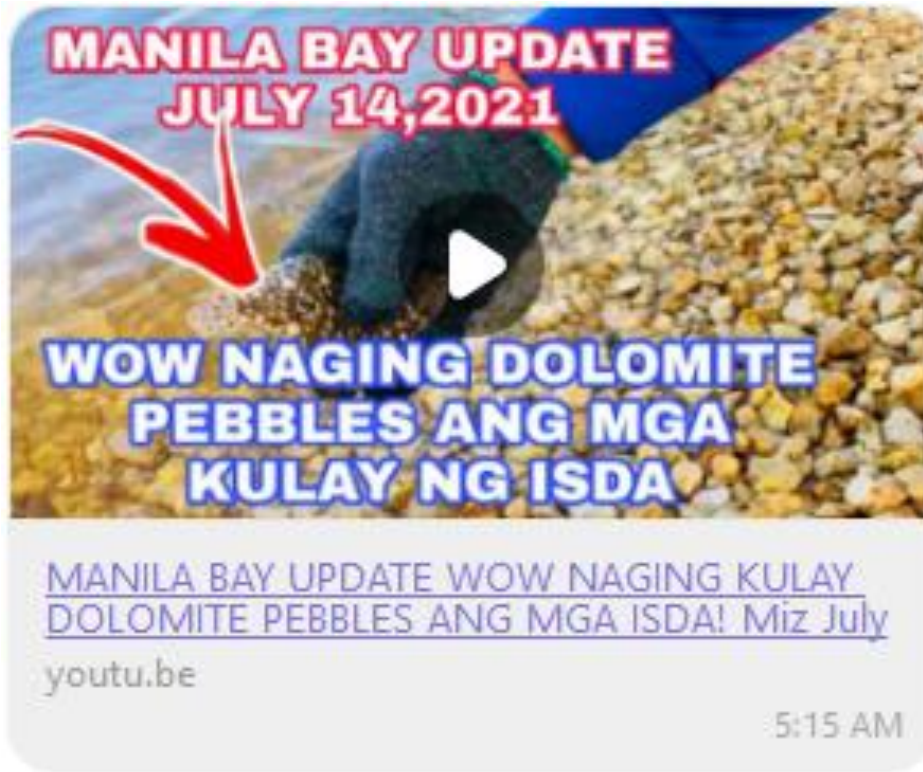 MANILA BAY UPDATE
JULY 14,2021
WOW NAGING DOLOMITE
PEBBLES ANG MGA
KULAY NG ISDA
MANILA BAY UPDATE WOW NAGING KULAY
DOLOMITE PEBBLES ANG MGA ISDA! Miz July
youtu.be
5:15 AM